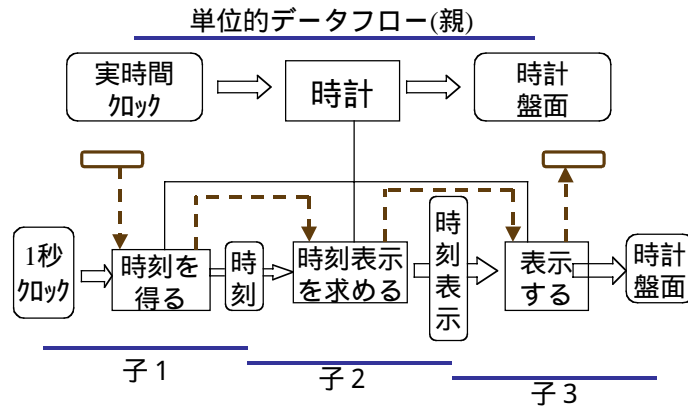 単位的データフロー(親)
実時間
クロック
時計
時計
盤面
1秒
クロック
時刻を
得る
時刻
時刻表示
を求める
時刻表示
表示
する
時計
盤面
子1
子2
子3